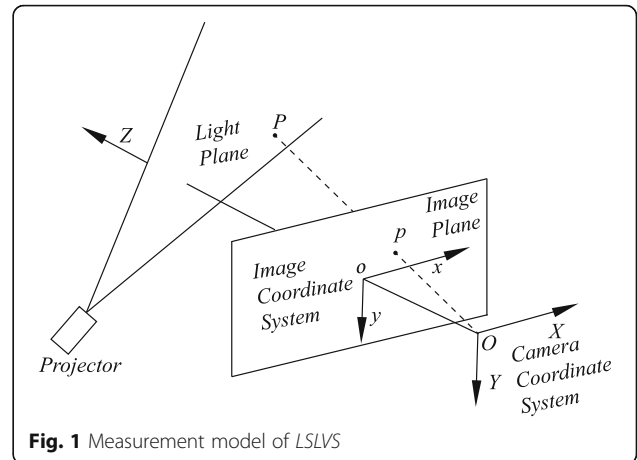 Z
Light
Plane
P
Image
Plane
p
Image
Coordinate
System
o
x
y
Projector
X
O
Y
Camera
Coordinate
System
Fig. 1 Measurement model of LSLVS